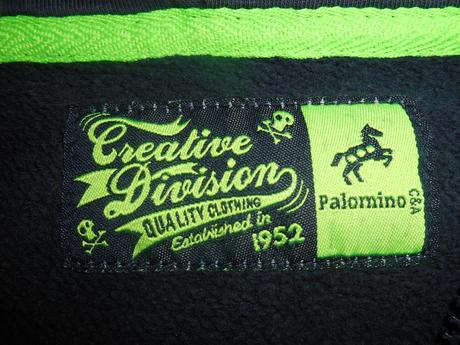 Creative
Division
QUALITY CLOTHING
Established in
1952
Palomino
C&A